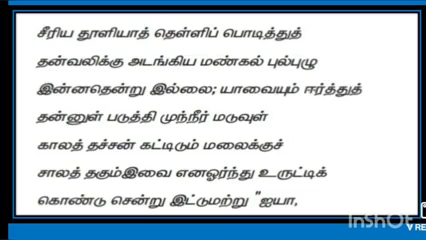 சீரிய தூளியாத் தெள்ளிப் பொடித்துத்
தன்வலிக்கு அடங்கிய மண்கல் புல்புழு
இன்னதென்று இல்லை; யாவையும் ஈர்த்துத்
தன்னுள் படுத்தி முந்நீர் மடுவுள்
காலத் தச்சன் கட்டிடும் மலைக்குச்
சாலத் தகும்இவை எனஓர்ந்து உருட்டிக்
கொண்டு சென்று இட்டுமற்று "ஐயா,
InShOt